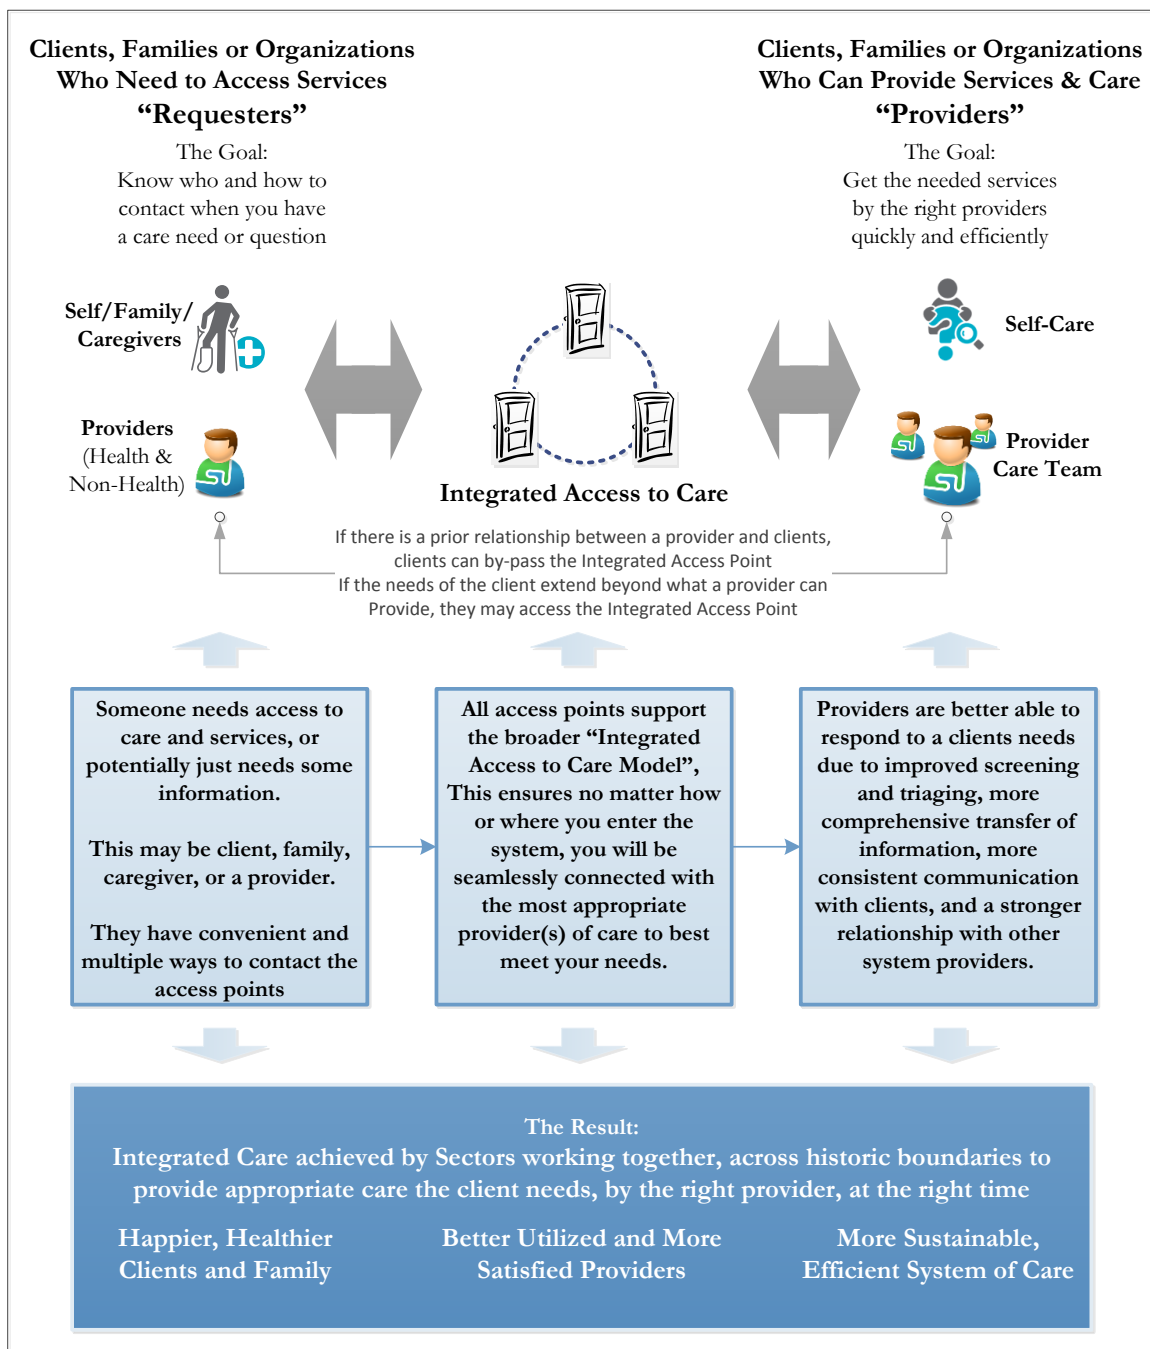 Clients, Families or Organizations
Who Need to Access Services
“Requesters”
The Goal:
Know who and how to
contact when you have
a care need or question
Clients, Families or Organizations
Who Can Provide Services & Care
“Providers”
The Goal:
Get the needed services
by the right providers
quickly and efficiently
Self/Family/
Caregivers
Providers
(Health &
Non-Health)
Integrated Access to Care
Self-Care
Provider
Care Team
If there is a prior relationship between a provider and clients,
clients can by-pass the Integrated Access Point
If the needs of the client extend beyond what a provider can
Provide, they may access the Integrated Access Point
Someone needs access to
care and services, or
potentially just needs some
information.
This may be client, family,
caregiver, or a provider.
They have convenient and
multiple ways to contact the
access points
All access points support
the broader “Integrated
Access to Care Model”,
This ensures no matter how
or where you enter the
system, you will be
seamlessly connected with
the most appropriate
provider(s) of care to best
meet your needs.
Providers are better able to
respond to a clients needs
due to improved screening
and triaging, more
comprehensive transfer of
information, more
consistent communication
with clients, and a stronger
relationship with other
system providers.
The Result:
Integrated Care achieved by Sectors working together, across historic boundaries to
provide appropriate care the client needs, by the right provider, at the right time
Happier, Healthier
Clients and Family
Better Utilized and More
Satisfied Providers
More Sustainable,
Efficient System of Care